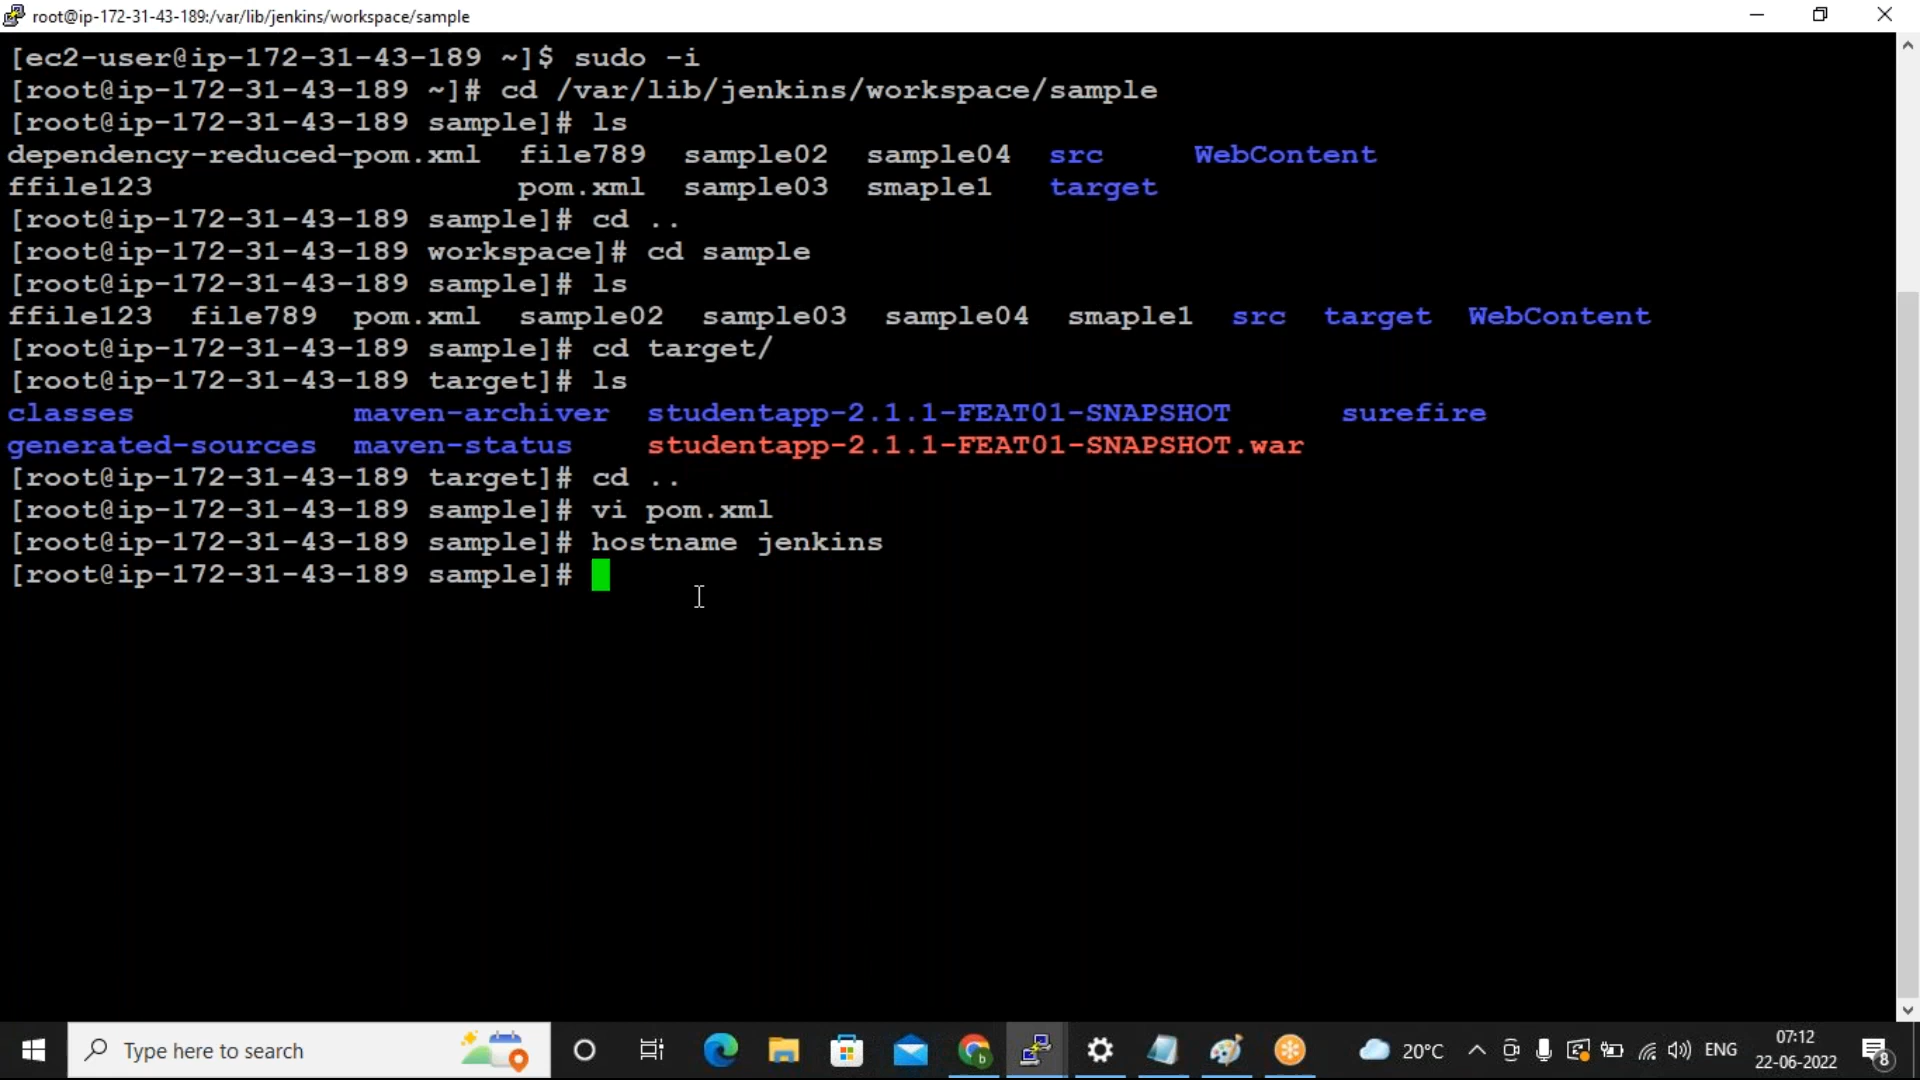 root@ip-172-31-43-189:/var/lib/jenkins/workspace/sample
[ec2-user@ip-172-31-43-189 ~]$ sudo -i
[root@ip-172-31-43-189 ~]# cd /var/lib/jenkins/workspace/sample
[root@ip-172-31-43-189 sample]# ls
dependency-reduced-pom.xml  file789  sample02  sample04  src     WebContent
ffile123                    pom.xml  sample03  smaple1   target
[root@ip-172-31-43-189 sample]# cd ..
[root@ip-172-31-43-189 workspace]# cd sample
[root@ip-172-31-43-189 sample]# ls
ffile123  file789  pom.xml  sample02  sample03  sample04  smaple1  src  target  WebContent
[root@ip-172-31-43-189 sample]# cd target/
[root@ip-172-31-43-189 target]# ls
classes            maven-archiver  studentapp-2.1.1-FEAT01-SNAPSHOT      surefire
generated-sources  maven-status    studentapp-2.1.1-FEAT01-SNAPSHOT.war
[root@ip-172-31-43-189 target]# cd ..
[root@ip-172-31-43-189 sample]# vi pom.xml
[root@ip-172-31-43-189 sample]# hostname jenkins
[root@ip-172-31-43-189 sample]#
Type here to search
b
20°C
ENG
07:12
22-06-2022
8